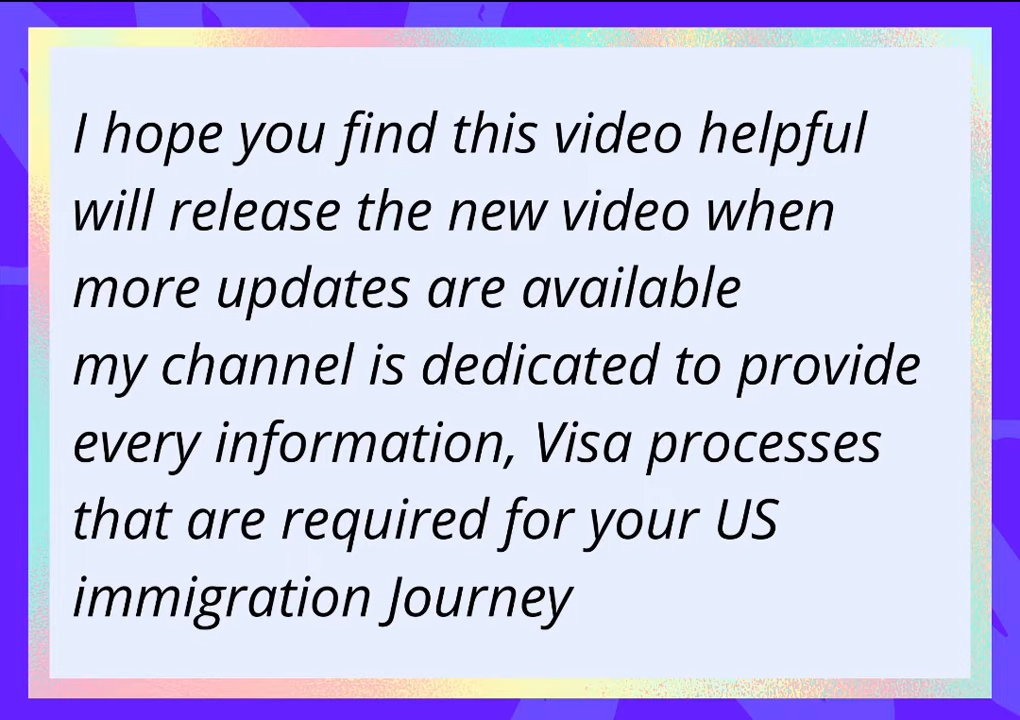 I hope you find this video helpful
will release the new video when
more updates are available
my channel is dedicated to provide
every information, Visa processes
that are required for your US
immigration Journey